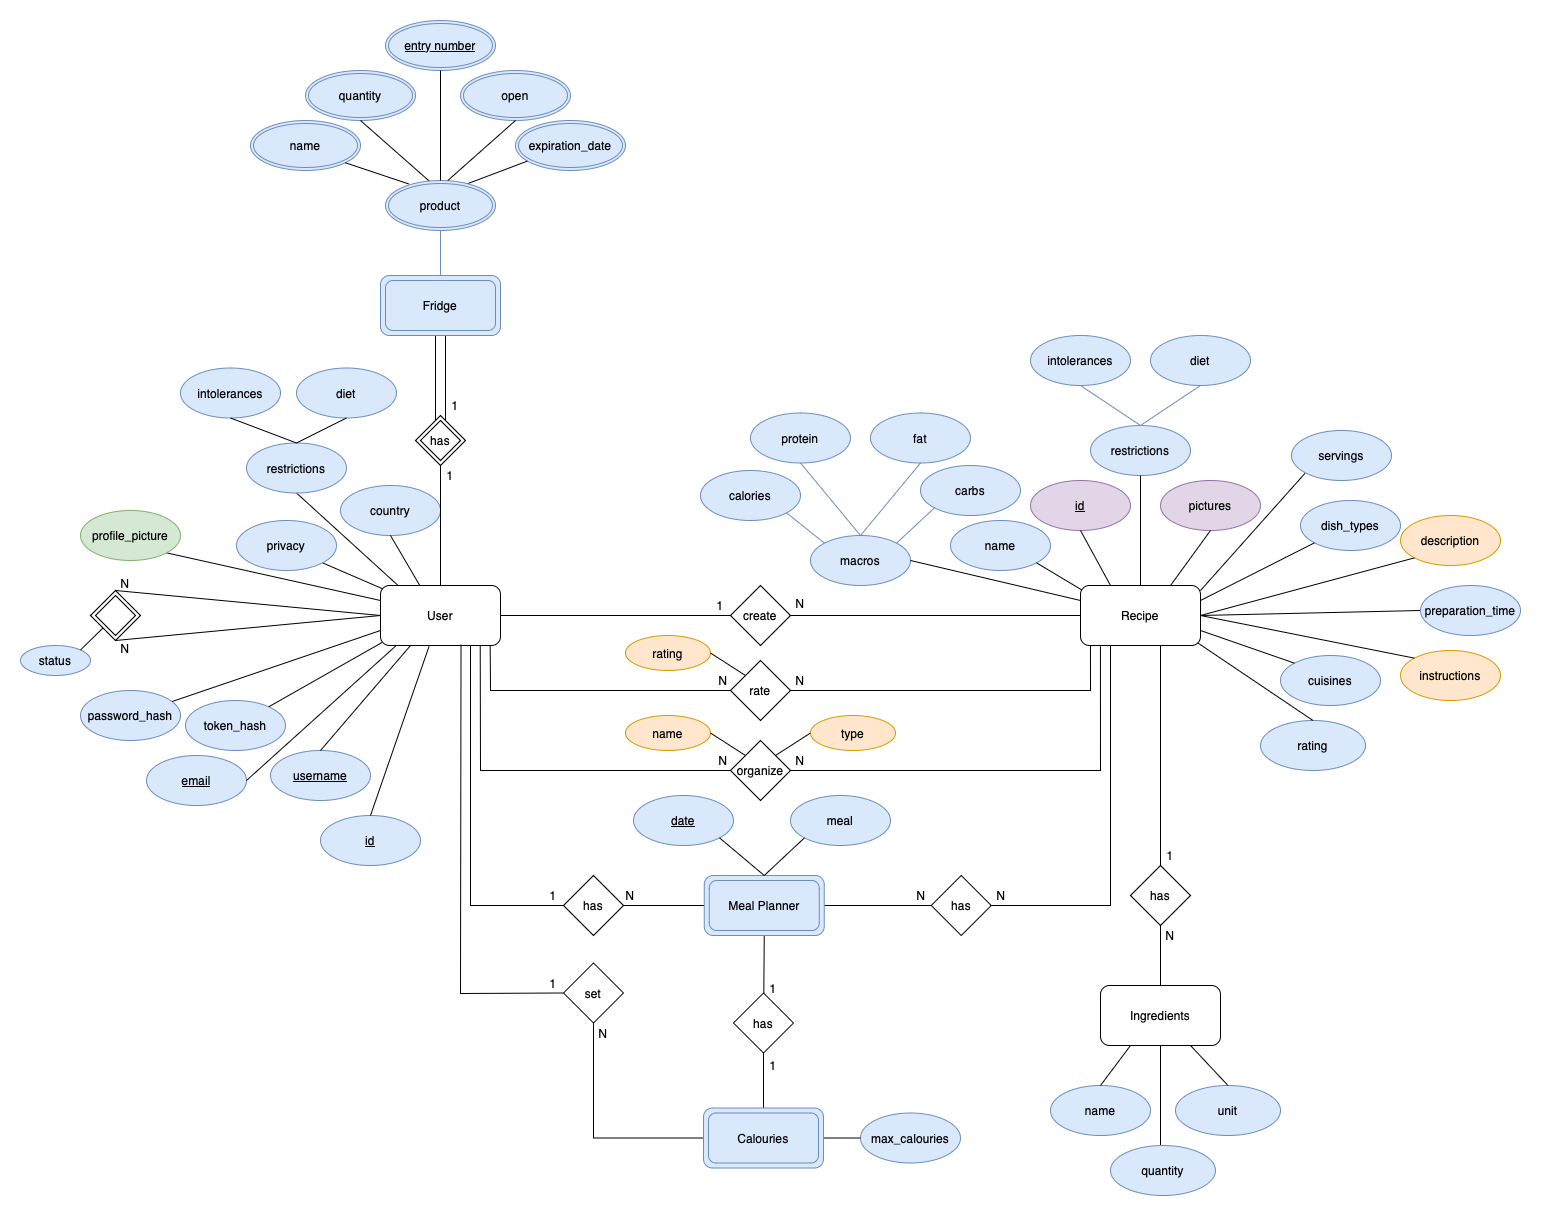 entry number
quantity
open
name
expiration_date
product
Fridge
1
has
1
intolerances
diet
restrictions
country
privacy
profile_picture
N
N
status
User
password_hash
token_hash
email
username
id
1
create
N
rating
N
rate
N
name
type
N
organize
N
date
meal
1
has
N
Meal Planner
N
has
N
1
set
N
1
has
1
Calouries
max_calouries
intolerances
diet
restrictions
protein
fat
calories
carbs
macros
name
id
pictures
servings
dish_types
description
preparation_time
Recipe
instructions
cuisines
rating
1
has
N
Ingredients
name
unit
quantity